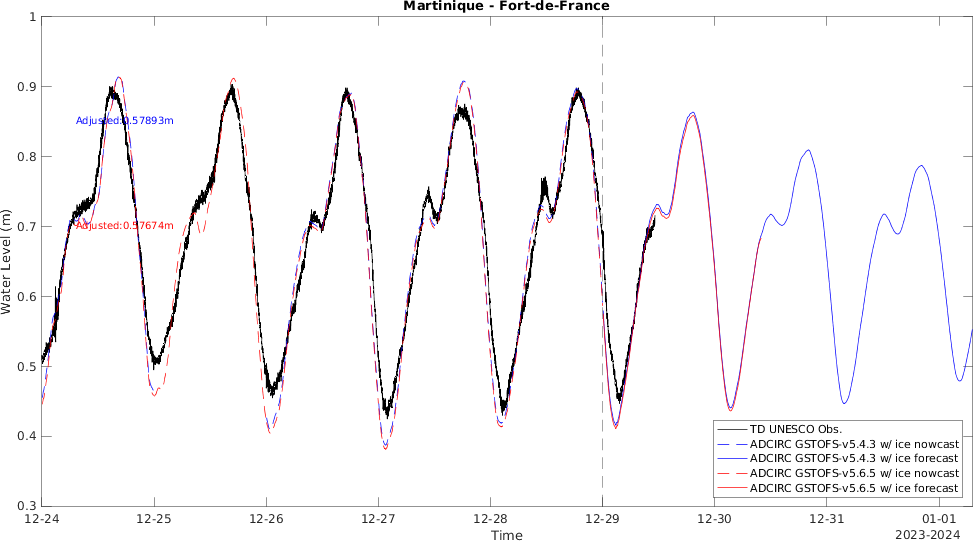 Martinique - Fort-de-France
1
0.9
0.8
0.7
0.6
0.5
0.4
0.3
Water Level (m)
Adjusted:0.57893m
Adjusted:0.57674m
TD UNESCO Obs.
ADCIRC GSTOFS-v5.4.3 w/ ice nowcast
ADCIRC GSTOFS-v5.4.3 w/ ice forecast
ADCIRC GSTOFS-v5.6.5 w/ ice nowcast
ADCIRC GSTOFS-v5.6.5 w/ ice forecast
12-24 12-25 12-26 12-27 12-28 12-29 12-30 12-31 01-01
Time
2023-2024